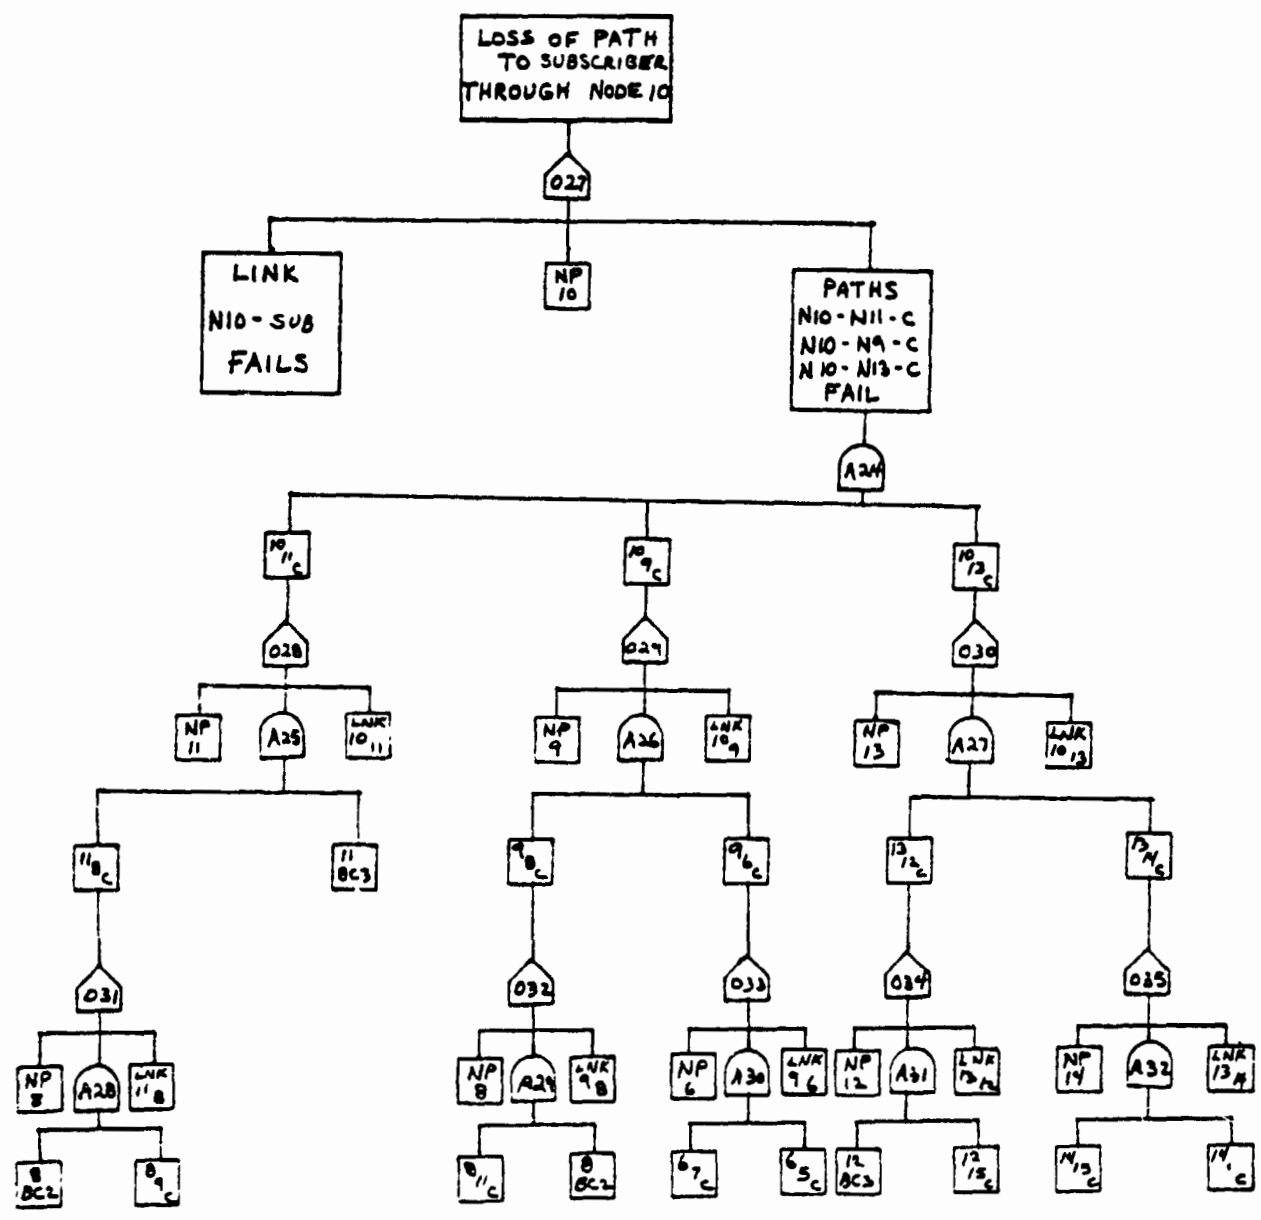 LOSS OF PATH
TO SUBSCRIBER
THROUGH NODE 10
O27
LINK
N10-SUB
FAILS
NP
10
PATHS
N10-N11-C
N10-N9-C
N10-N13-C
FAIL
A24
10
11
C
10
9
C
10
13
C
O28
O29
O30
NP
11
A25
LNK
10
11
NP
9
A26
LNK
10
9
NP
13
A27
LNK
10
13
11
8
C
11
BC3
9
8
C
9
6
C
13
12
C
13
14
C
O31
O32
O33
O34
O35
NP
8
A28
LNK
11
8
NP
8
A29
LNK
9
8
NP
6
A30
LNK
9
6
NP
12
A31
LNK
13
12
NP
14
A32
LNK
13
14
8
BC2
8
9
C
8
11
C
8
BC2
6
7
C
6
5
C
12
BC3
12
15
C
14
15
C
14
1
C